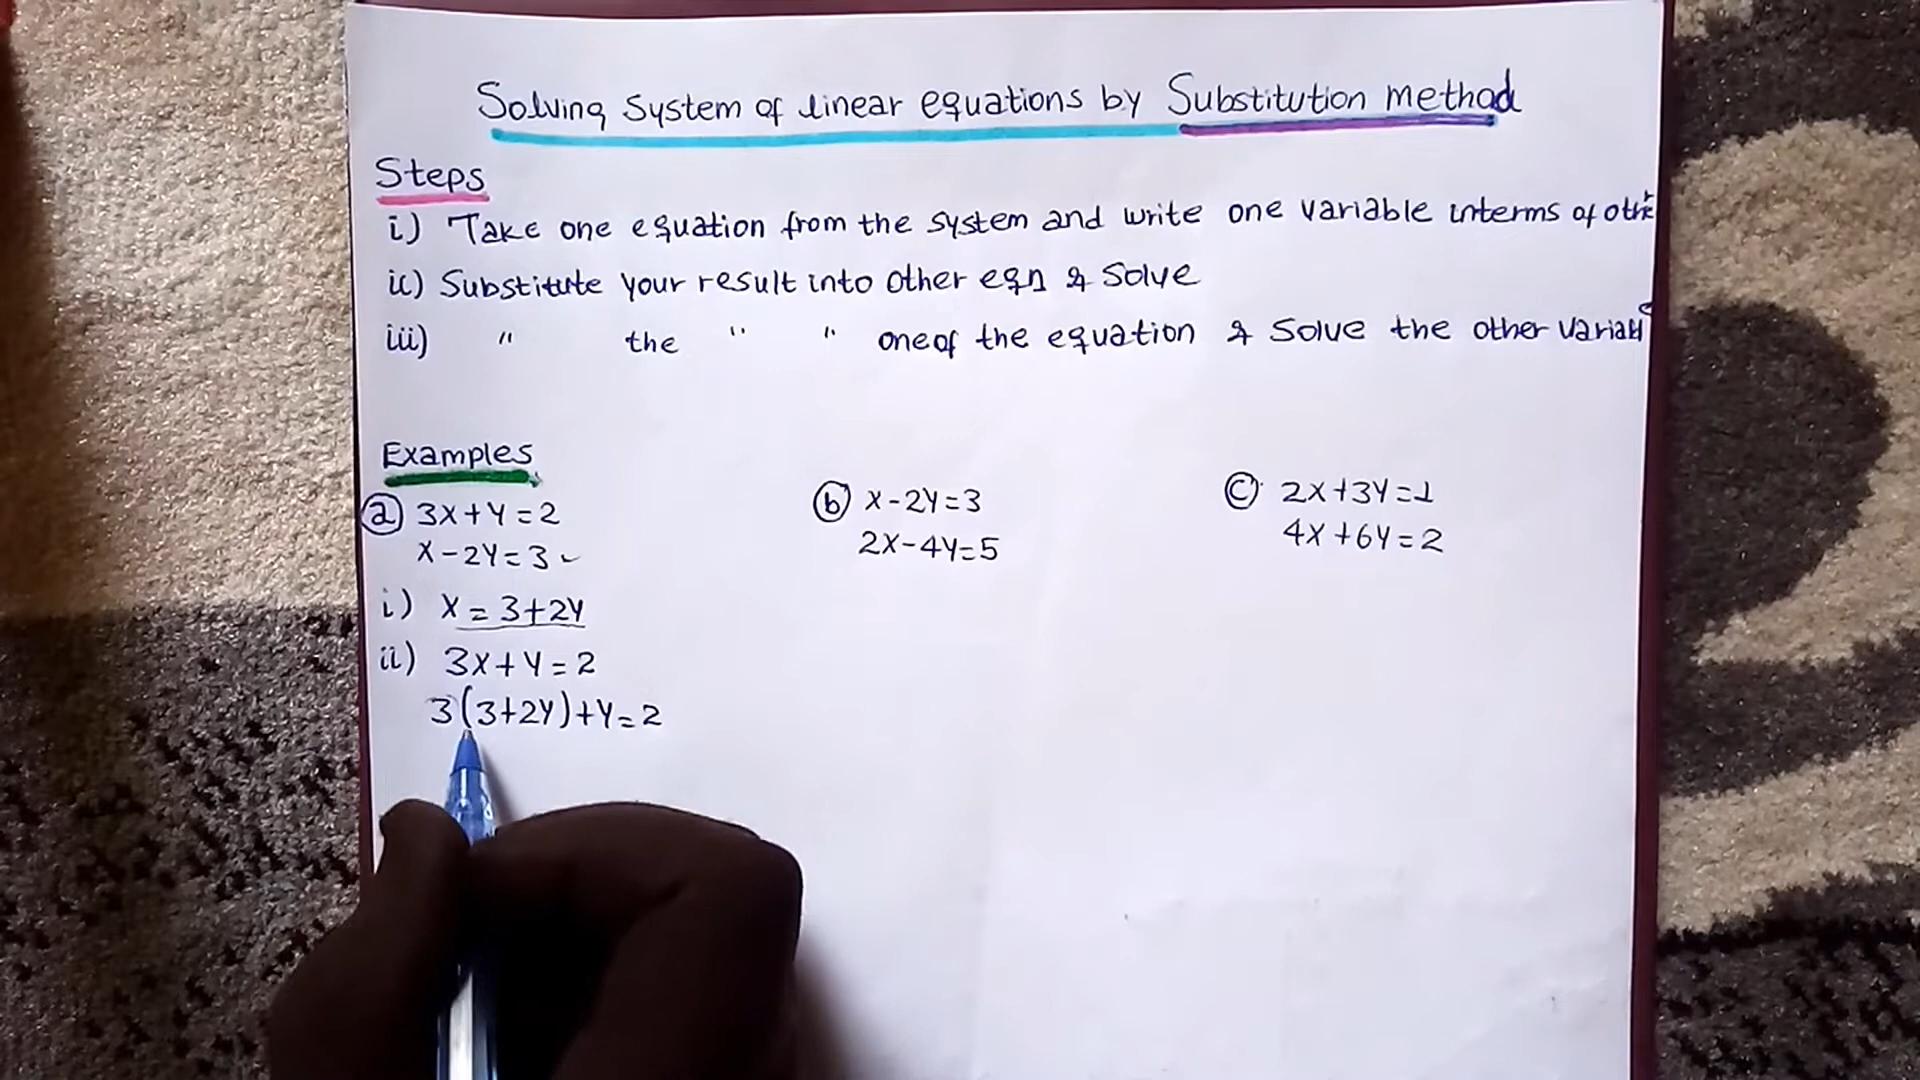 Solving System of linear equations by Substitution method
Steps
i) Take one equation from the system and write one variable interms of
ii) Substitute your result into other eqn & Solve
iii) " the " " one of the equation & Solve the other
Examples
(a) 3x+y=2
x-2y=3
i) x=3+2y
ii) 3x+y=2
3(3+2y)+y=2
(b) x-2y=3
2x-4y=5
(c) 2x+3y=1
4x+6y=2